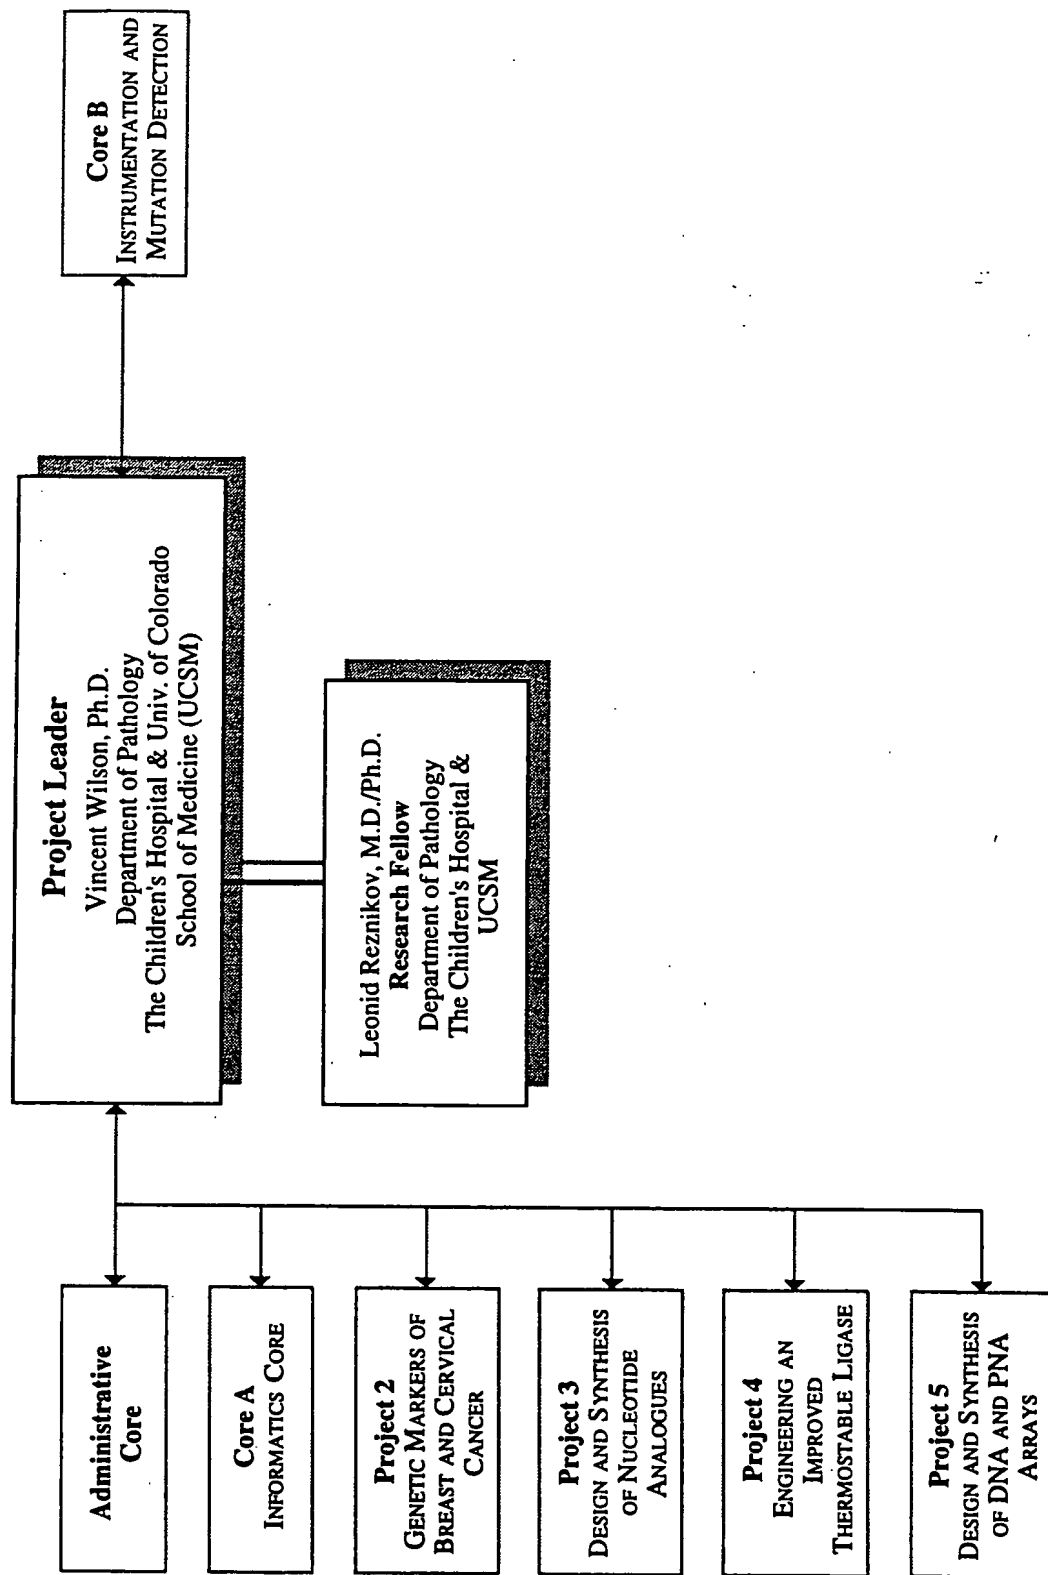 Project Leader
Vincent Wilson, Ph.D.
Department of Pathology
The Children's Hospital & Univ. of Colorado
School of Medicine (UCSM)
Leonid Reznikov, M.D./Ph.D.
Research Fellow
Department of Pathology
The Children's Hospital &
UCSM
Administrative
Core
Core A
INFORMATICS CORE
Project 2
GENETIC MARKERS OF
BREAST AND CERVICAL
CANCER
Project 3
DESIGN AND SYNTHESIS
OF NUCLEOTIDE
ANALOGUES
Project 4
ENGINEERING AN
IMPROVED
THERMOSTABLE LIGASE
Project 5
DESIGN AND SYNTHESIS
OF DNA AND PNA
ARRAYS
Core B
INSTRUMENTATION AND
MUTATION DETECTION